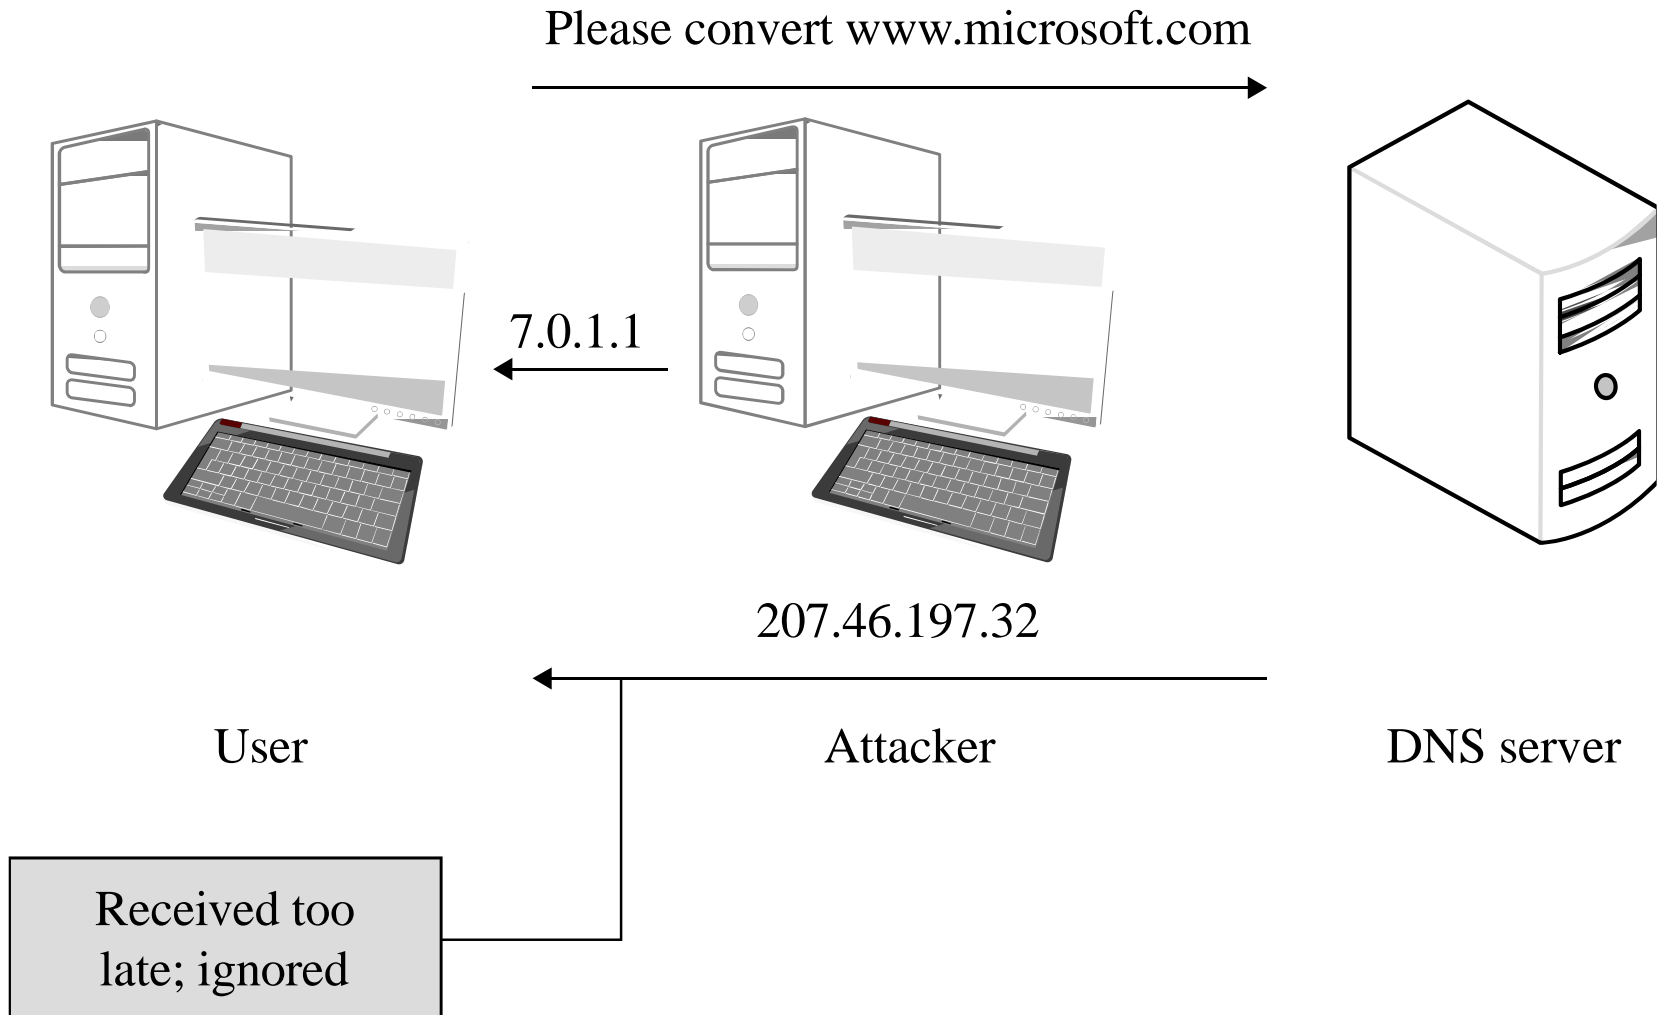 Please convert www.microsoft.com
7.0.1.1
207.46.197.32
User
Attacker
DNS server
Received too
late; ignored